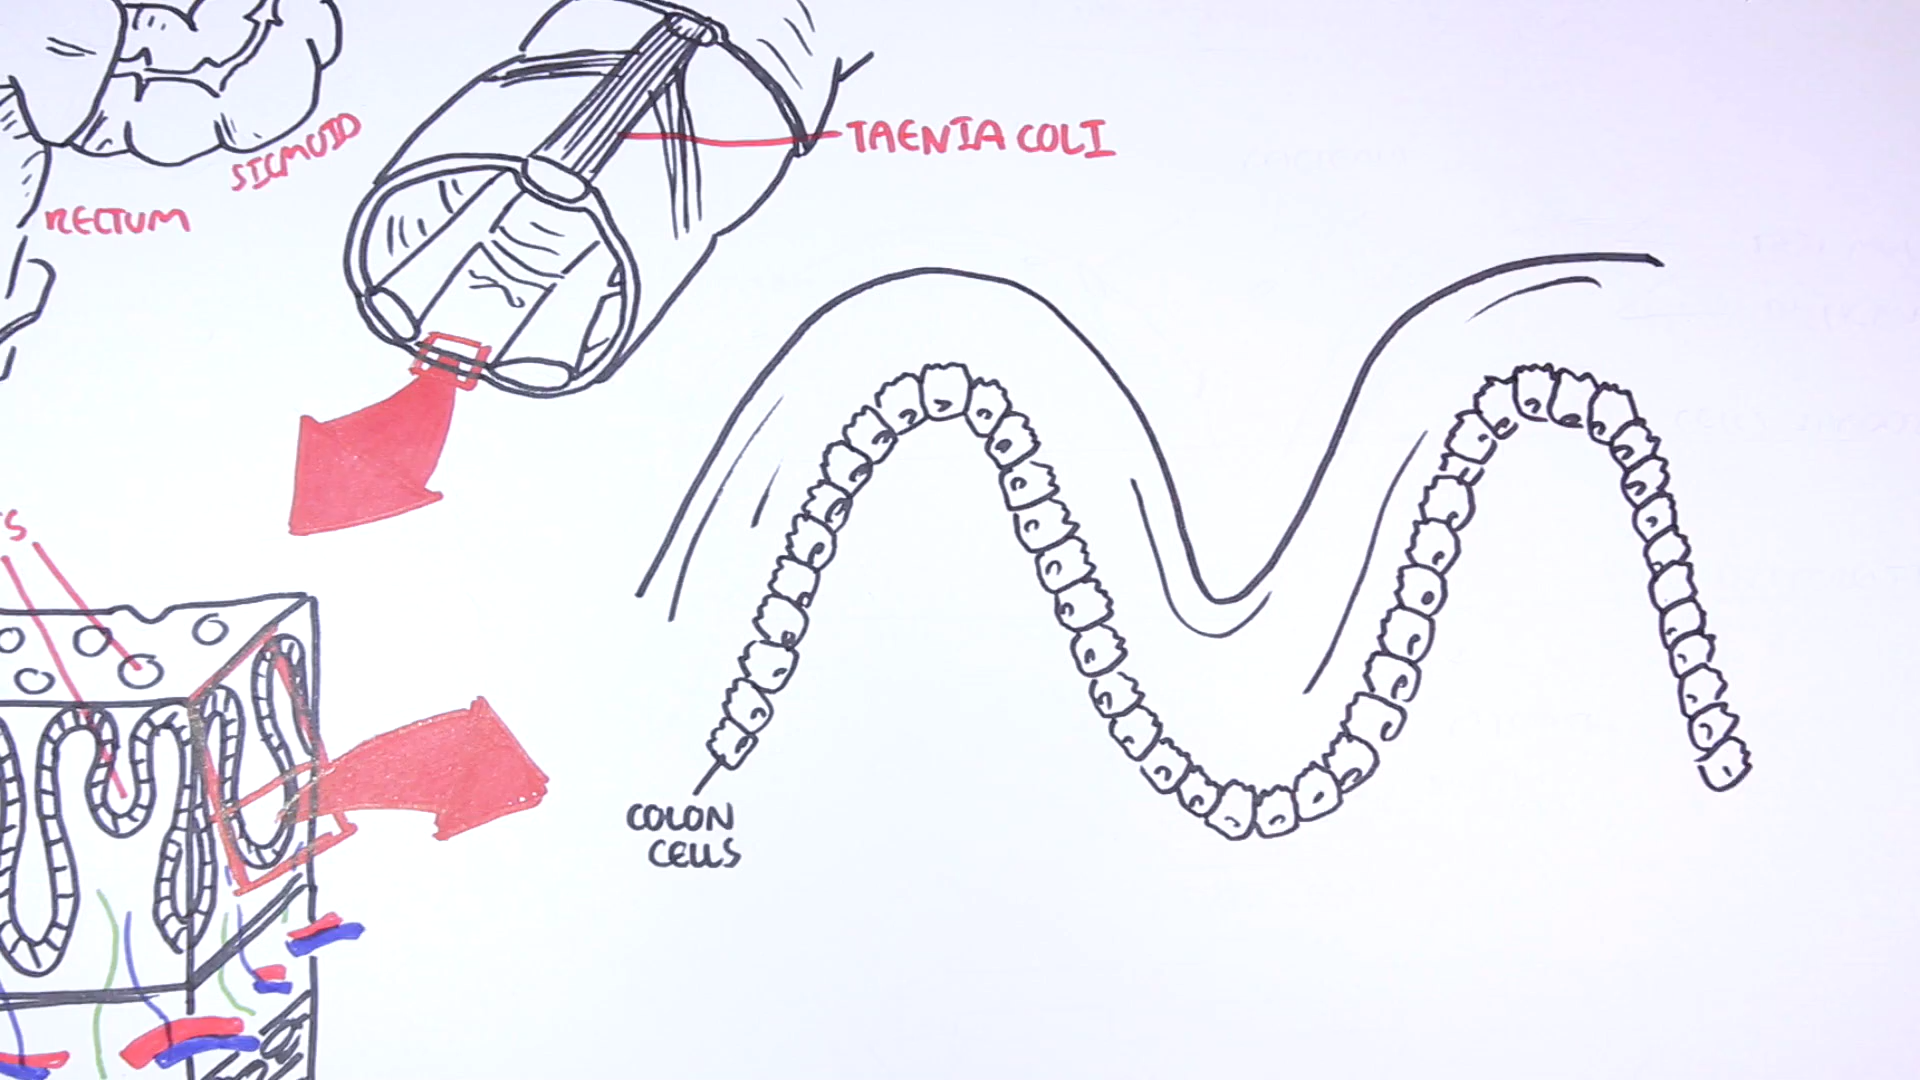 SIGMOID
RECTUM
TAENIA COLI
S
COLON
CELLS